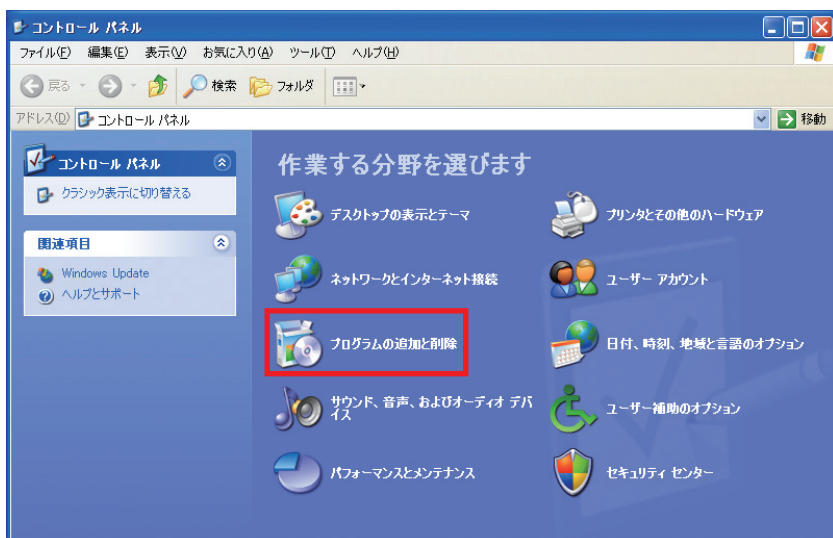 コントロール パネル
ファイル(F) 編集(E) 表示(V) お気に入り(A) ツール(T) ヘルプ(H)
戻る 検索 フォルダ
アドレス(D) コントロール パネル 移動
コントロール パネル
クラシック表示に切り替える
関連項目
Windows Update
ヘルプとサポート
作業する分野を選びます
デスクトップの表示とテーマ
プリンタとその他のハードウェア
ネットワークとインターネット接続
ユーザー アカウント
プログラムの追加と削除
日付、時刻、地域と言語のオプション
サウンド、音声、およびオーディオ デバ
イス
ユーザー補助のオプション
パフォーマンスとメンテナンス
セキュリティ センター